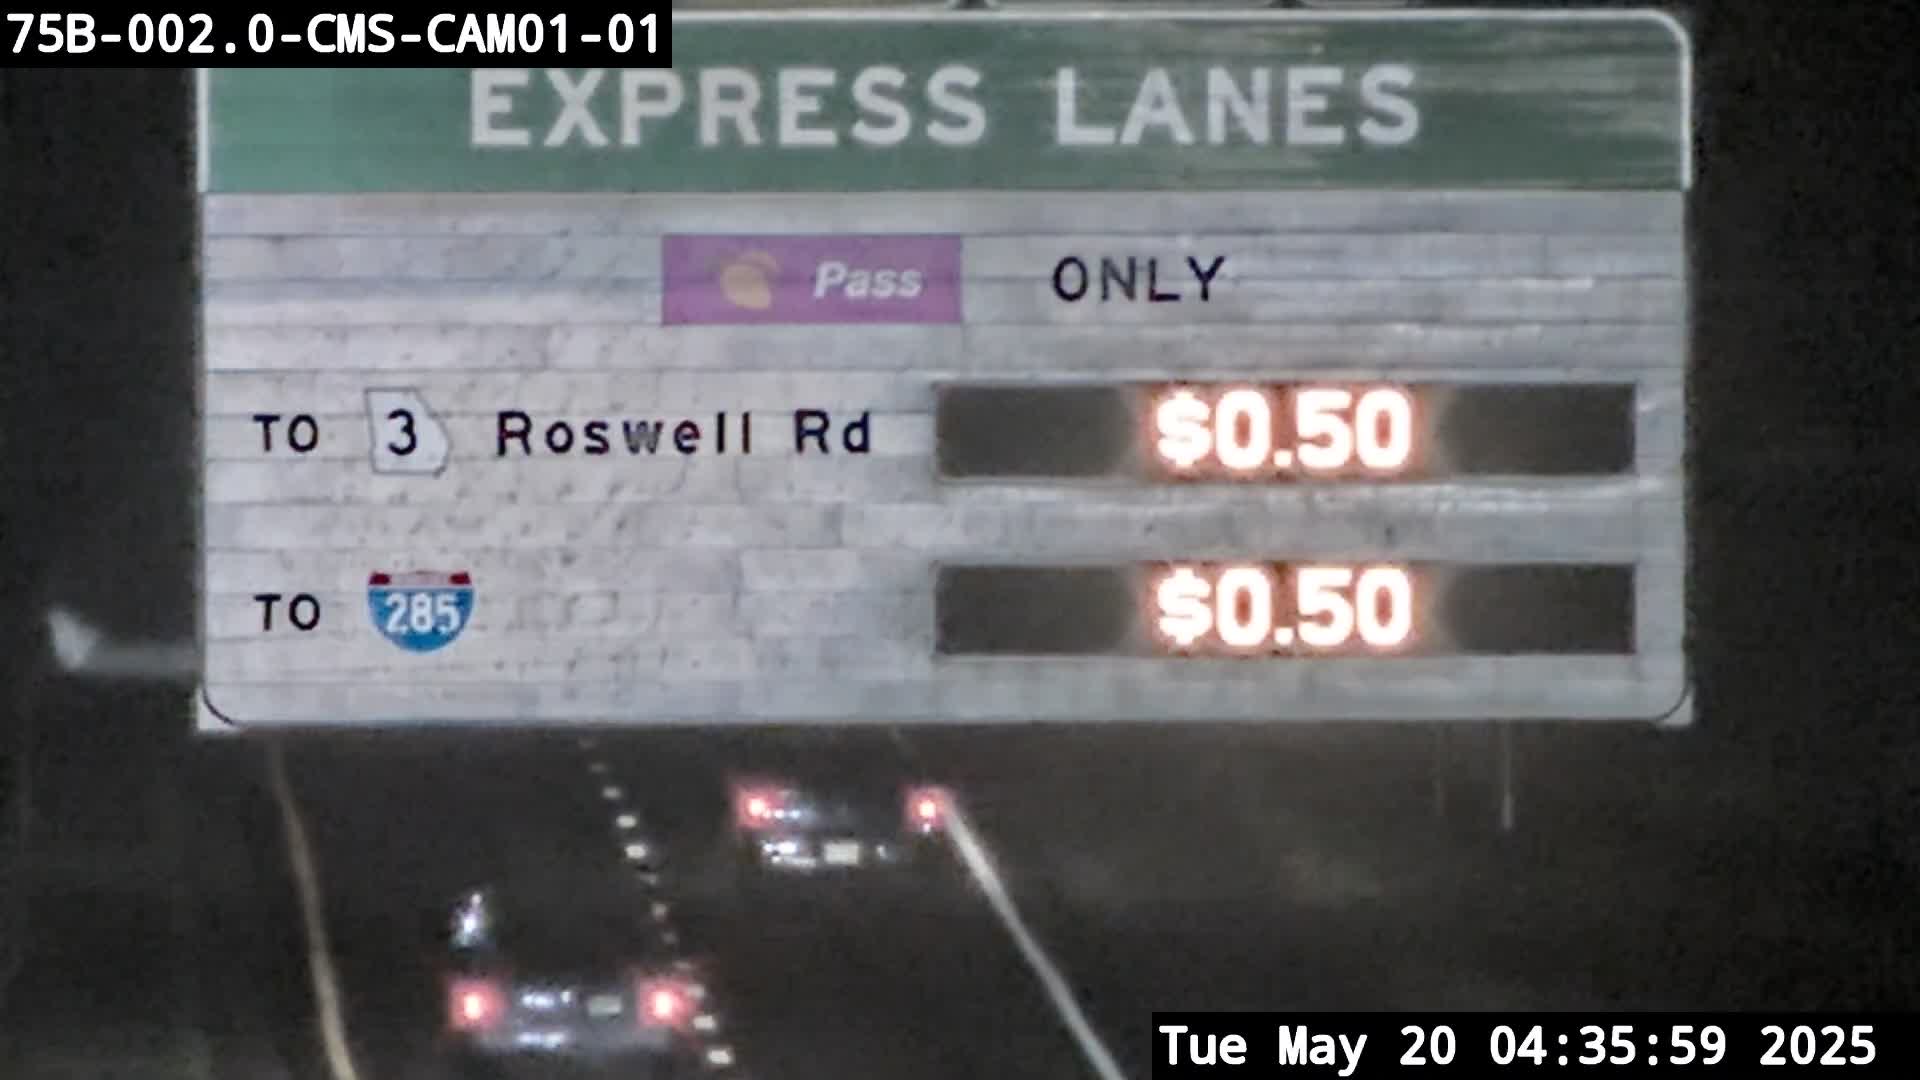 75B-002.0-CMS-CAM01-01
EXPRESS LANES
Pass ONLY
TO 3 Roswell Rd $0.50
TO 285 $0.50
Tue May 20 04:35:59 2025